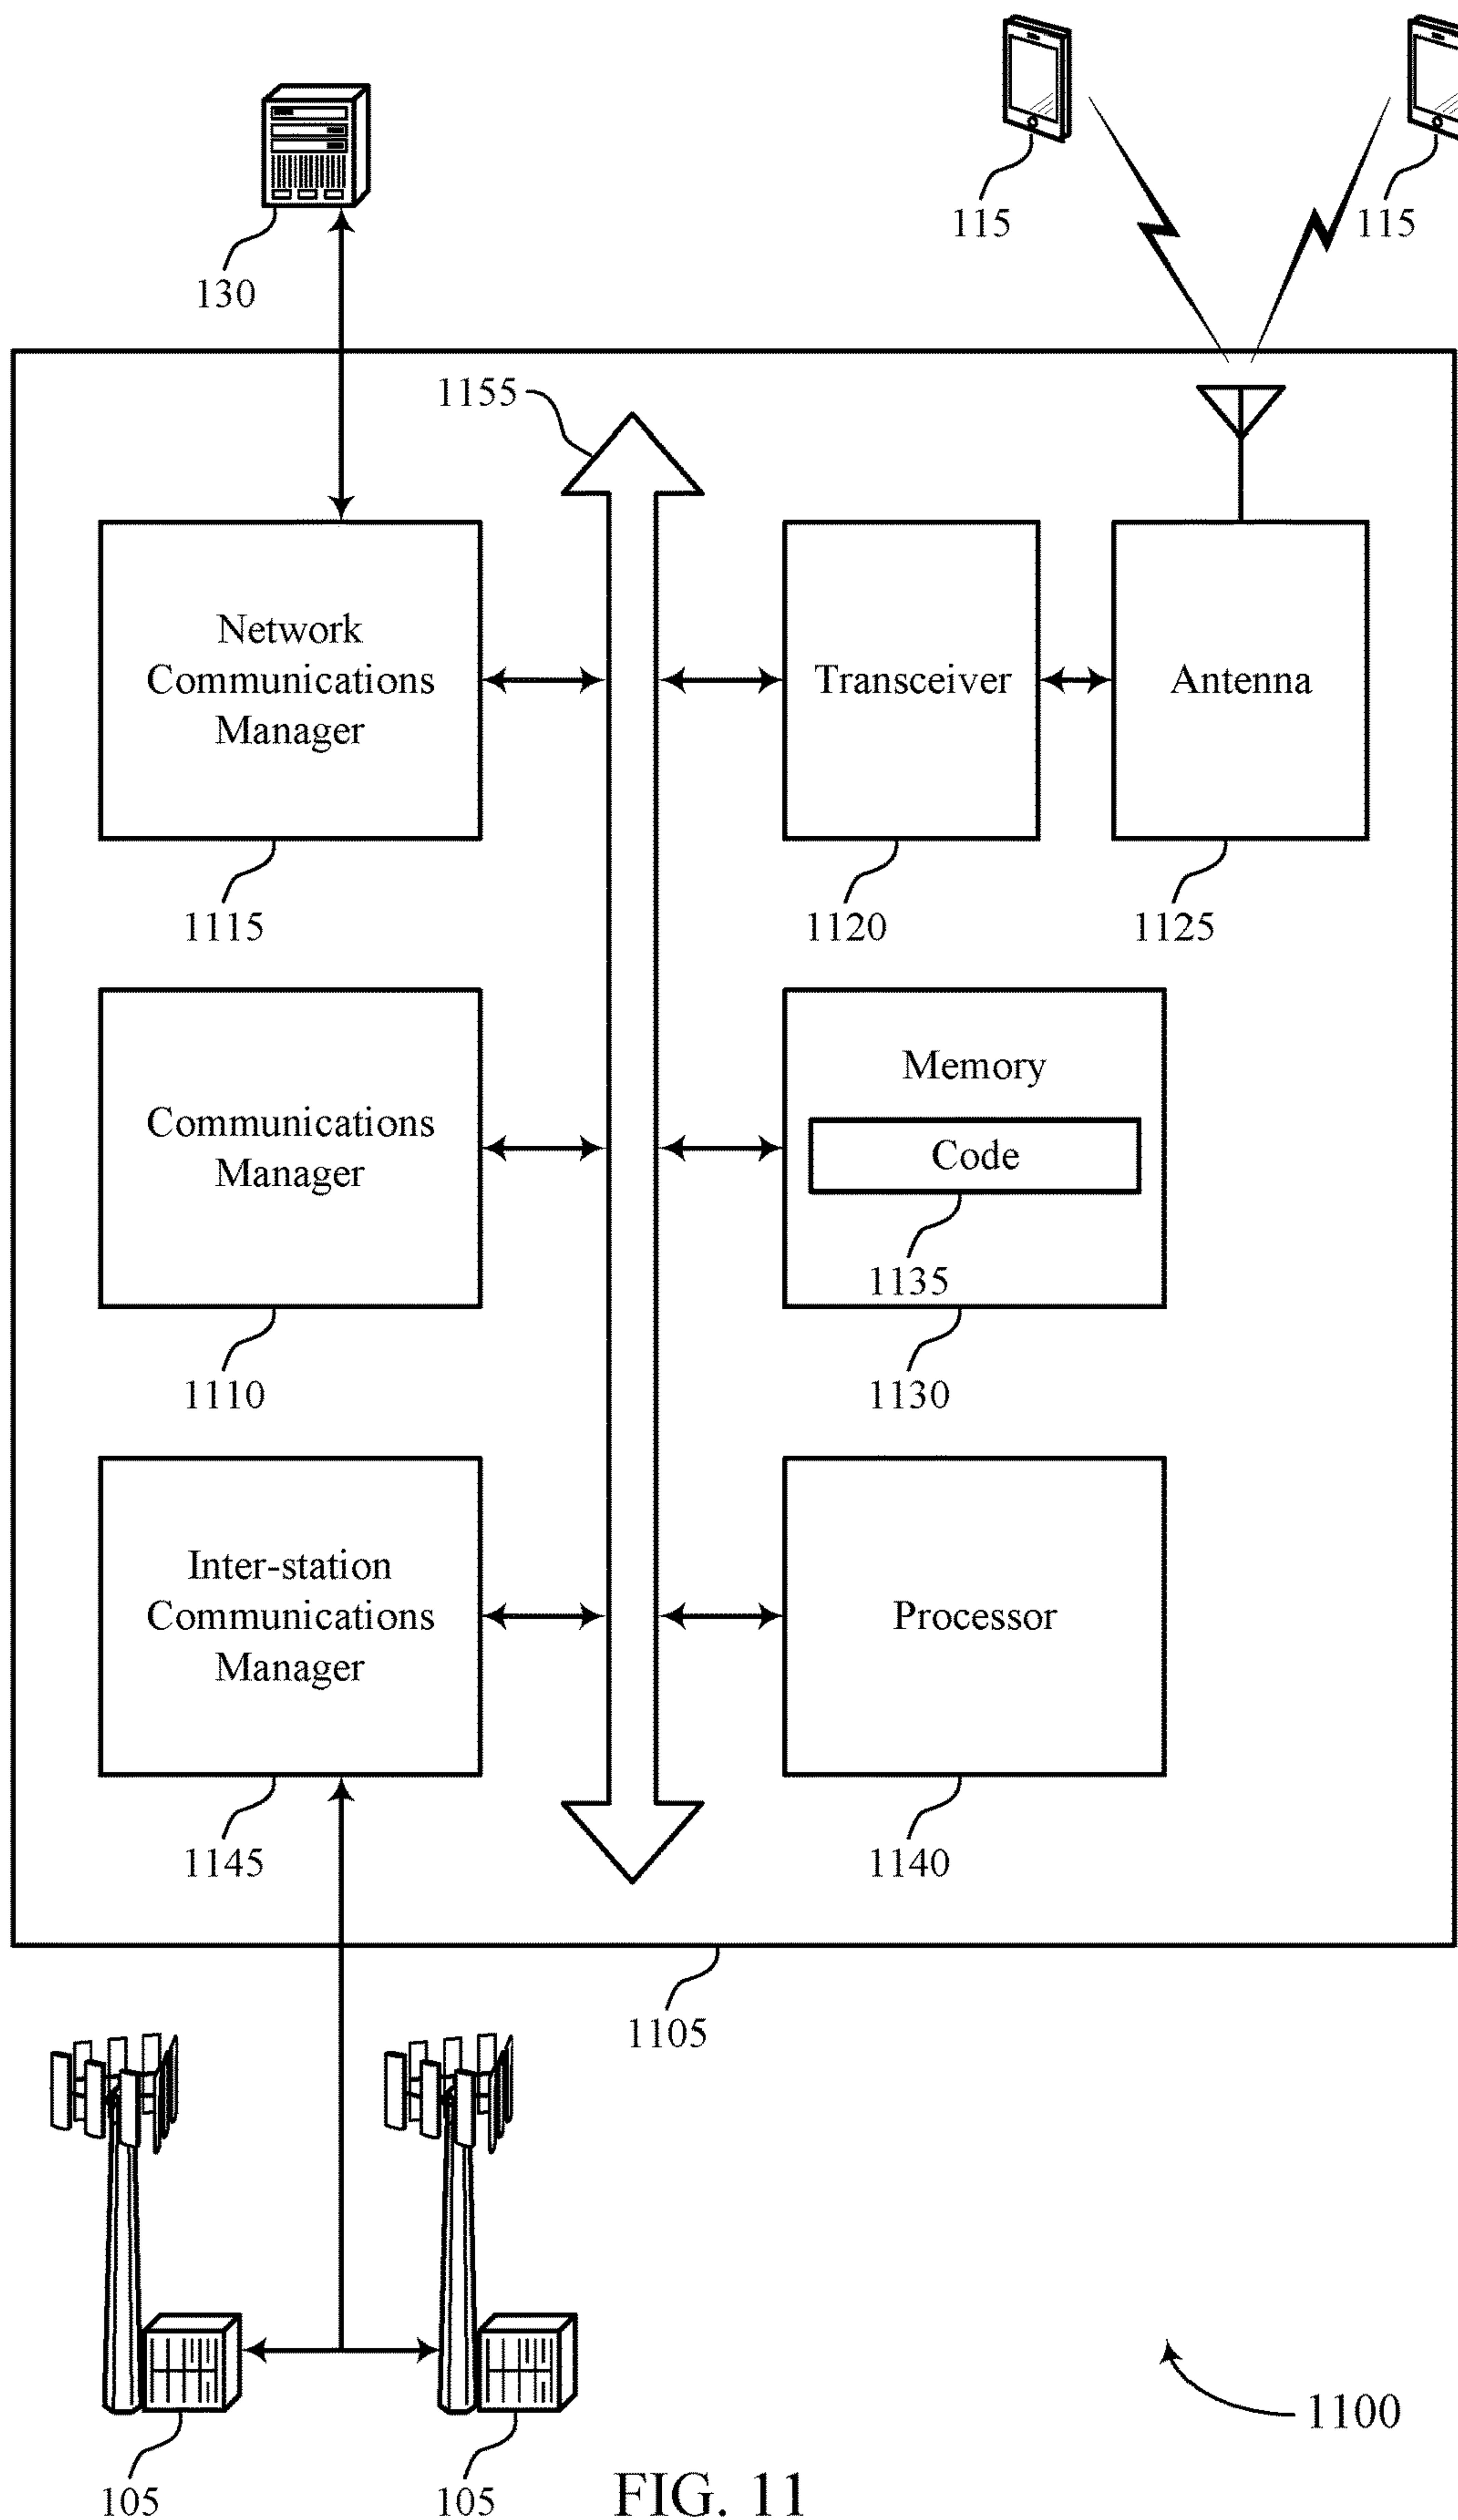 130
115
115
1155
Network
Communications
Manager
Transceiver
Antenna
1115
1120
1125
Communications
Manager
Memory
Code
1135
1110
1130
Inter-station
Communications
Manager
Processor
1145
1140
1105
1100
105
105
FIG. 11